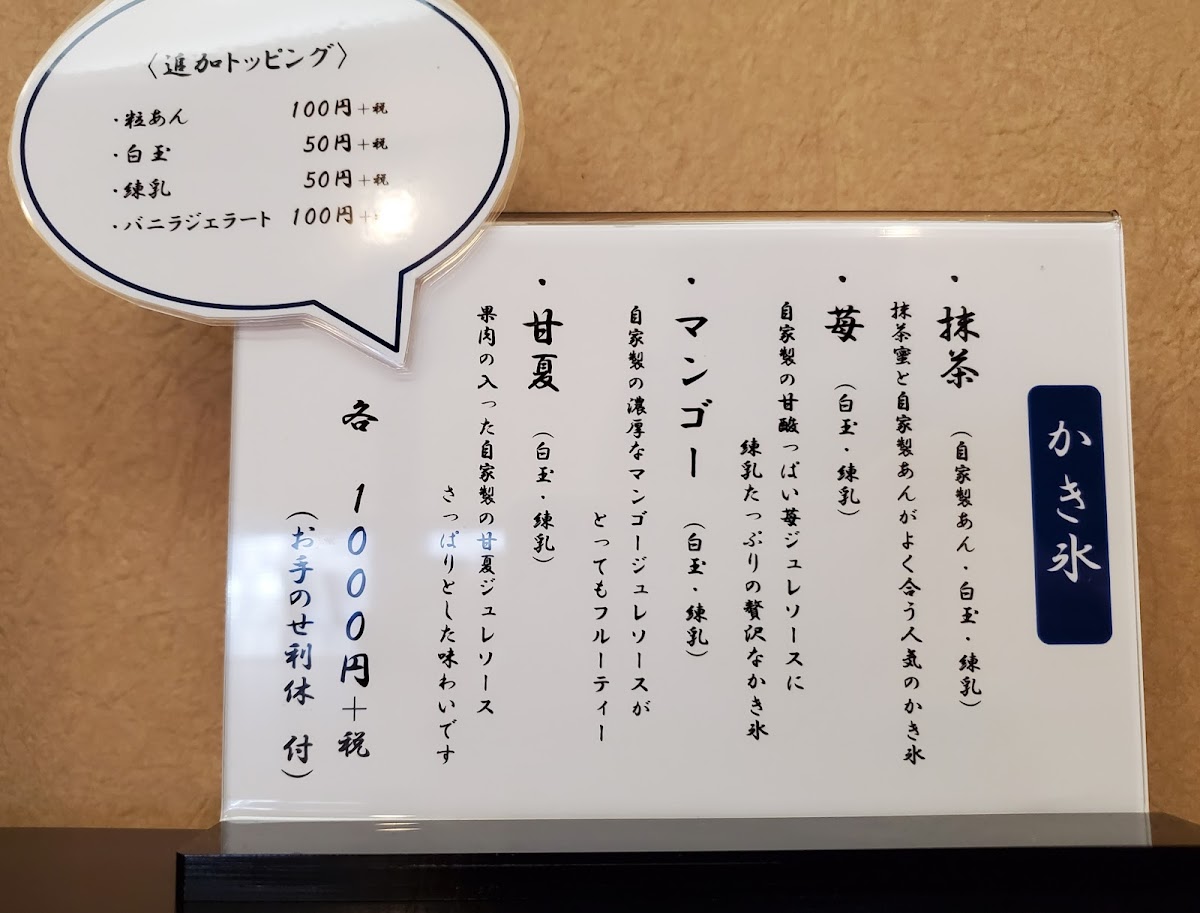 〈追加トッピング〉
・粒あん 100円+税
・白玉 50円+税
・練乳 50円+税
・バニラジェラート 100円+
かき氷
・抹茶(自家製あん・白玉・練乳)
抹茶蜜と自家製あんがよく合う人気のかき氷
・苺(白玉・練乳)
自家製の甘酸っぱい苺ジュレソースに
練乳たっぷりの贅沢なかき氷
・マンゴー(白玉・練乳)
自家製の濃厚なマンゴージュレソースが
とってもフルーティー
・甘夏(白玉・練乳)
果肉の入った自家製の甘夏ジュレソース
さっぱりとした味わいです
各 1000円+税
(お手のせ利休 付)